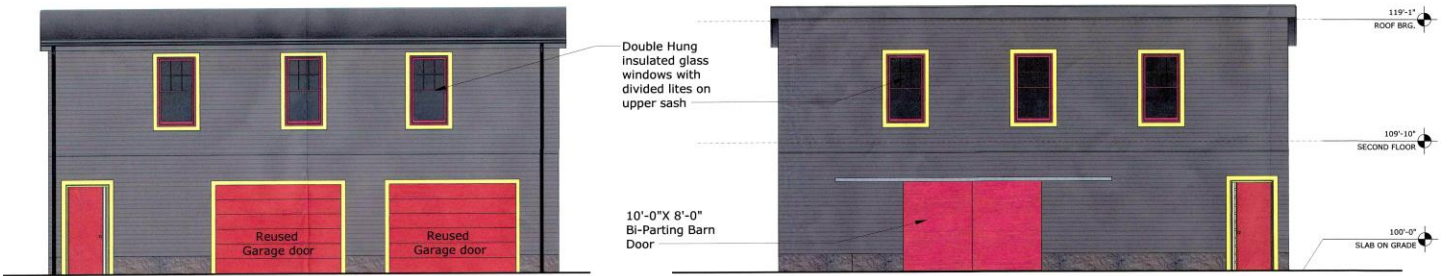 Double Hung
insulated glass
windows with
divided lites on
upper sash
Reused
Garage door
Reused
Garage door
10'-0"X 8'-0"
Bi-Parting Barn
Door
119'-1"
ROOF BRG.
109'-10"
SECOND FLOOR
100'-0"
SLAB ON GRADE